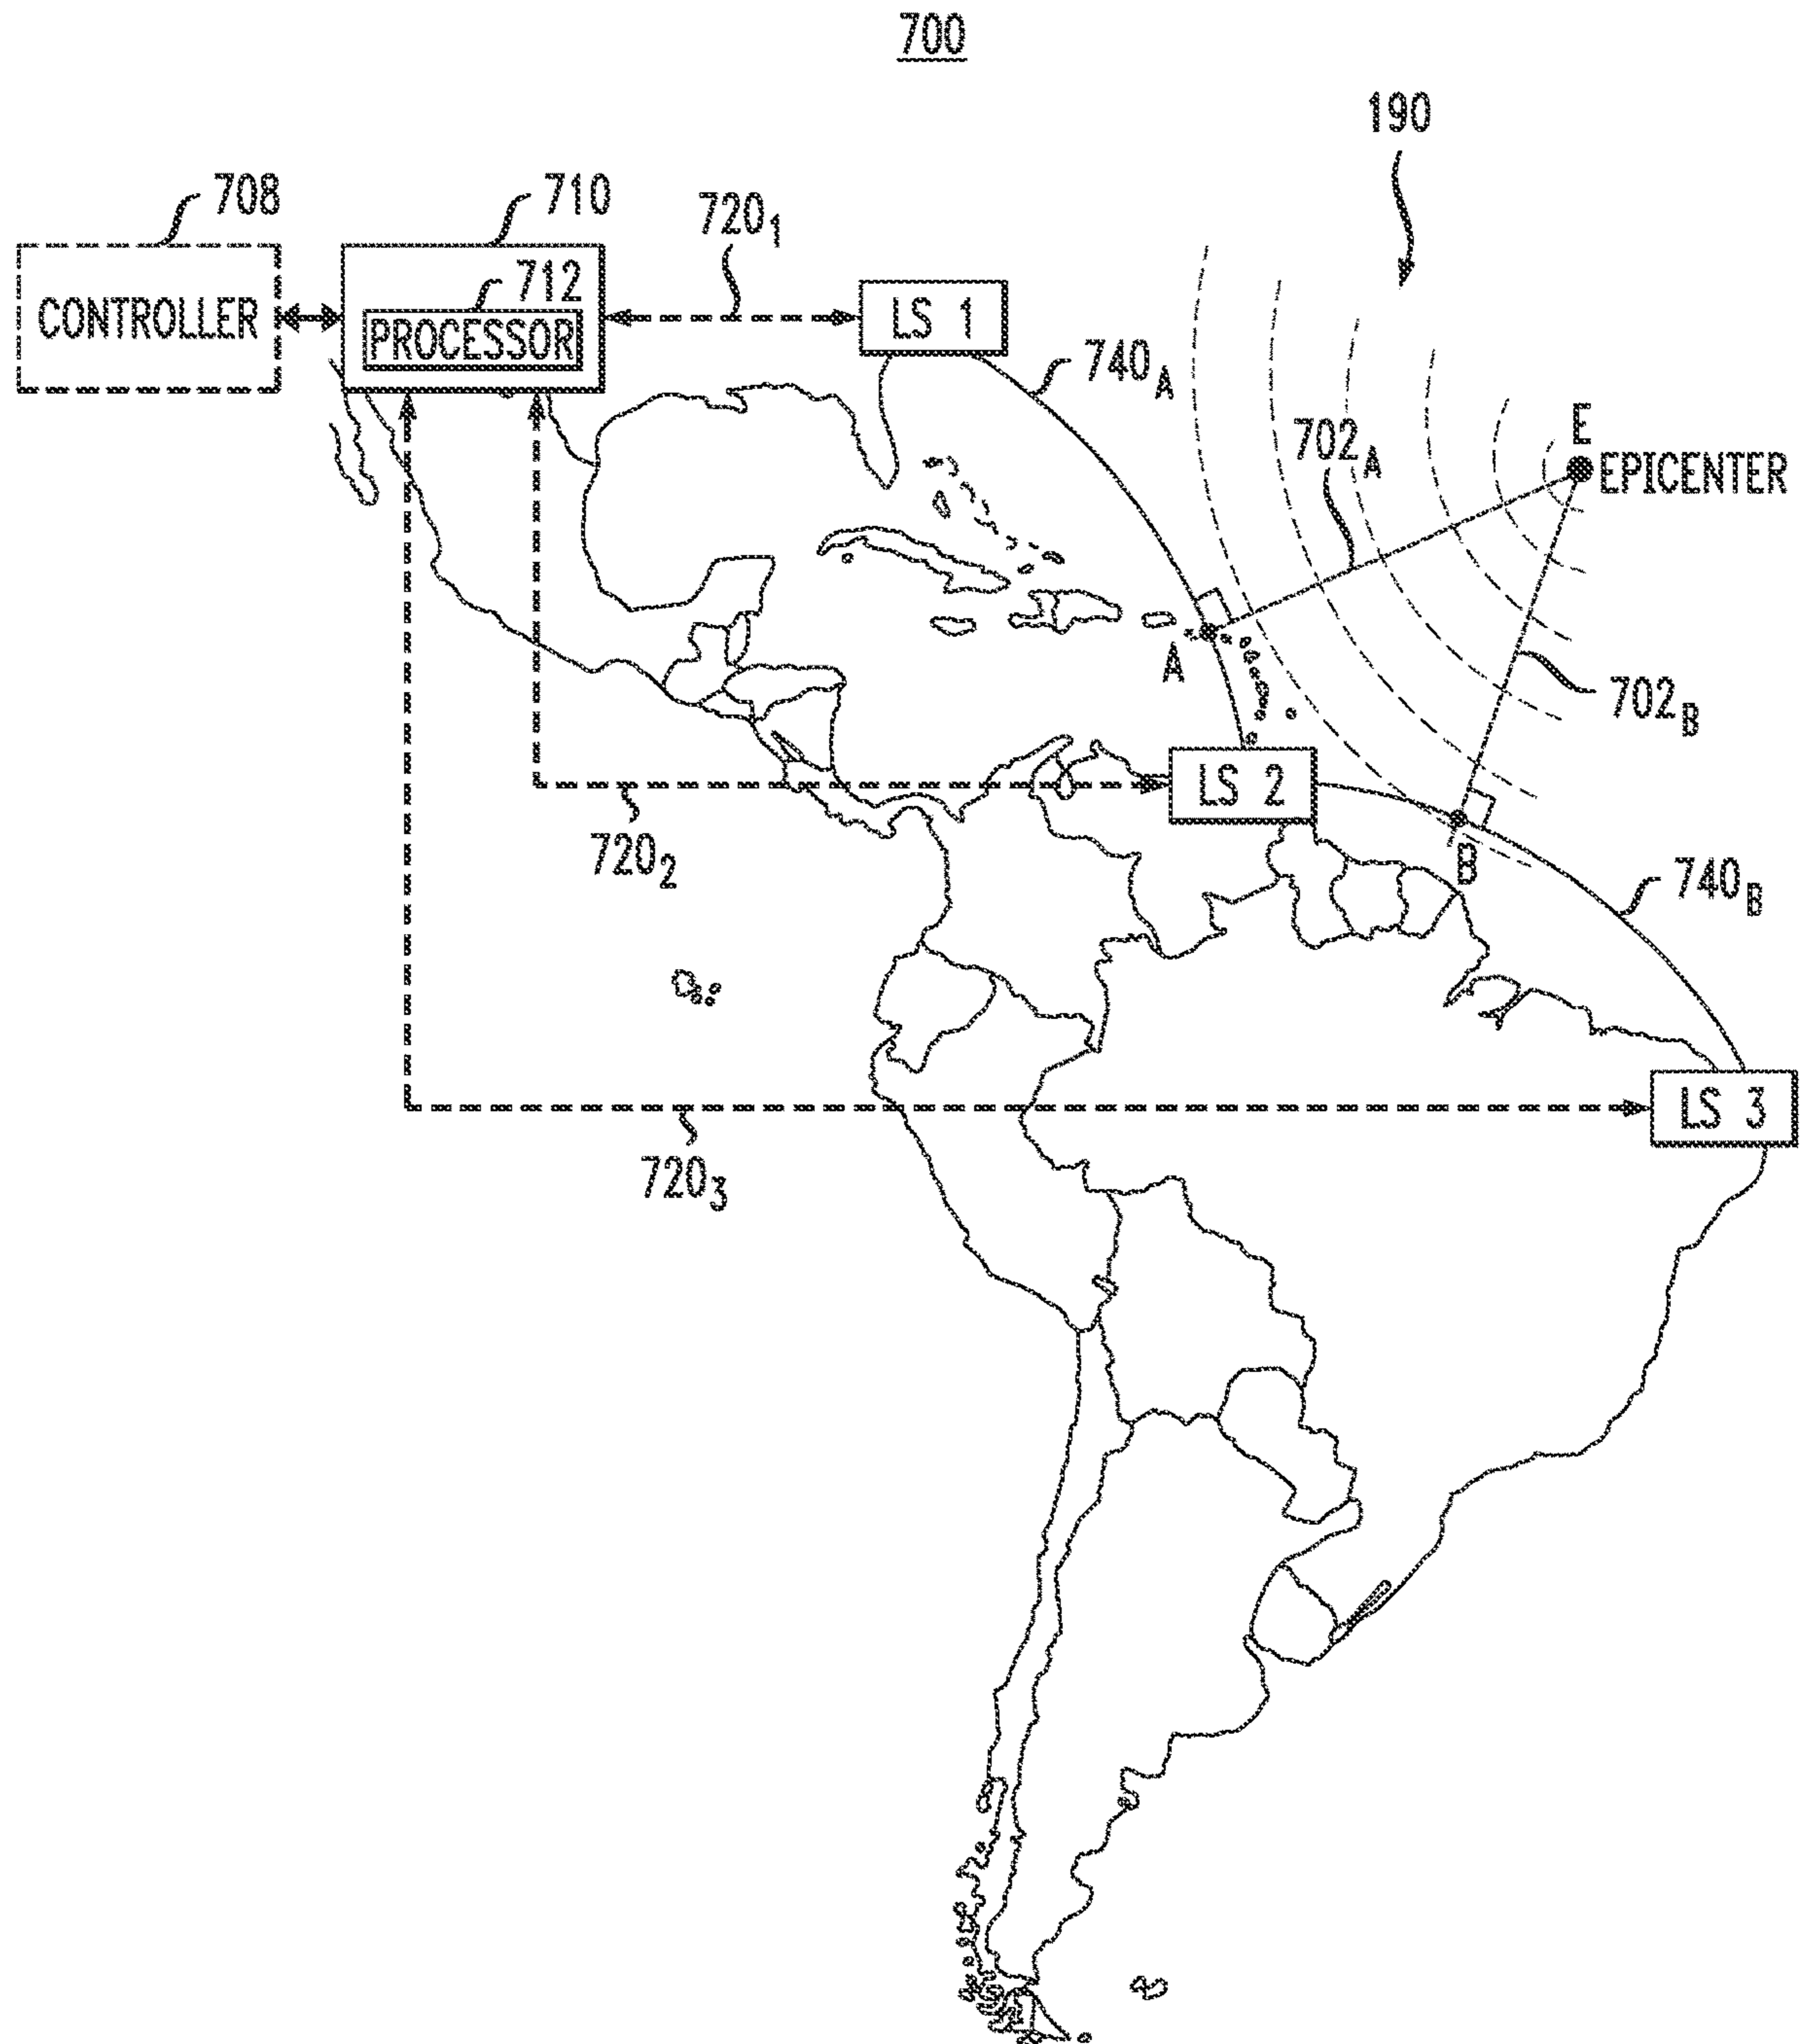 700
190
708
710
720₁
CONTROLLER
712
PROCESSOR
LS 1
740A
702A
E
EPICENTER
A
702B
LS 2
720₂
B
740B
LS 3
720₃